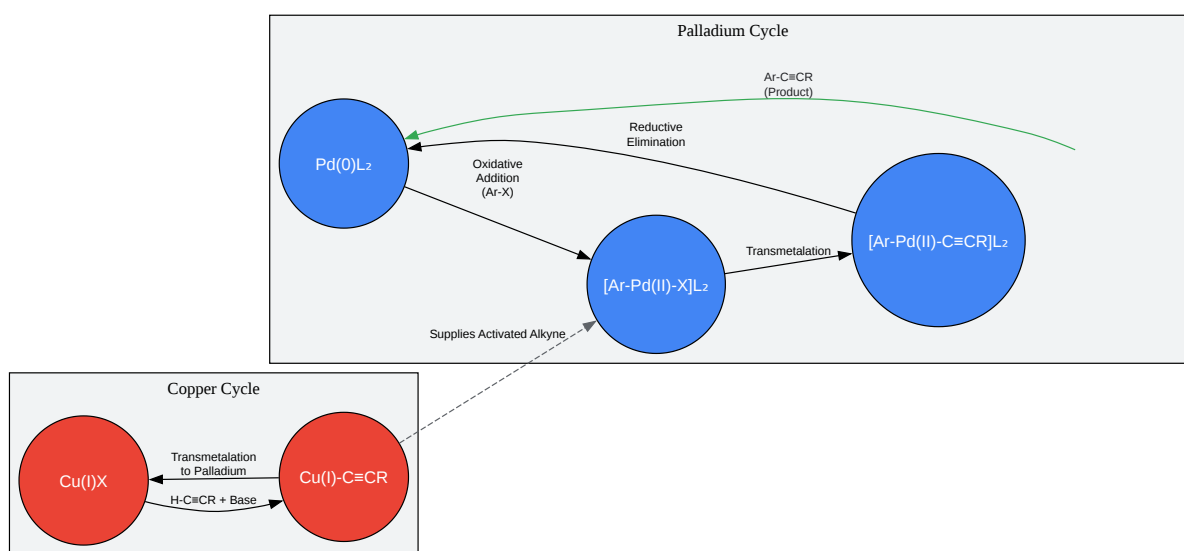 Palladium Cycle
Ar-C≡CR
(Product)
Reductive
Elimination
Pd(0)L₂
Oxidative
Addition
(Ar-X)
[Ar-Pd(II)-C≡CR]L₂
Transmetalation
[Ar-Pd(II)-X]L₂
Supplies Activated Alkyne
Copper Cycle
Transmetalation
to Palladium
Cu(I)X
Cu(I)-C≡CR
H-C≡CR + Base